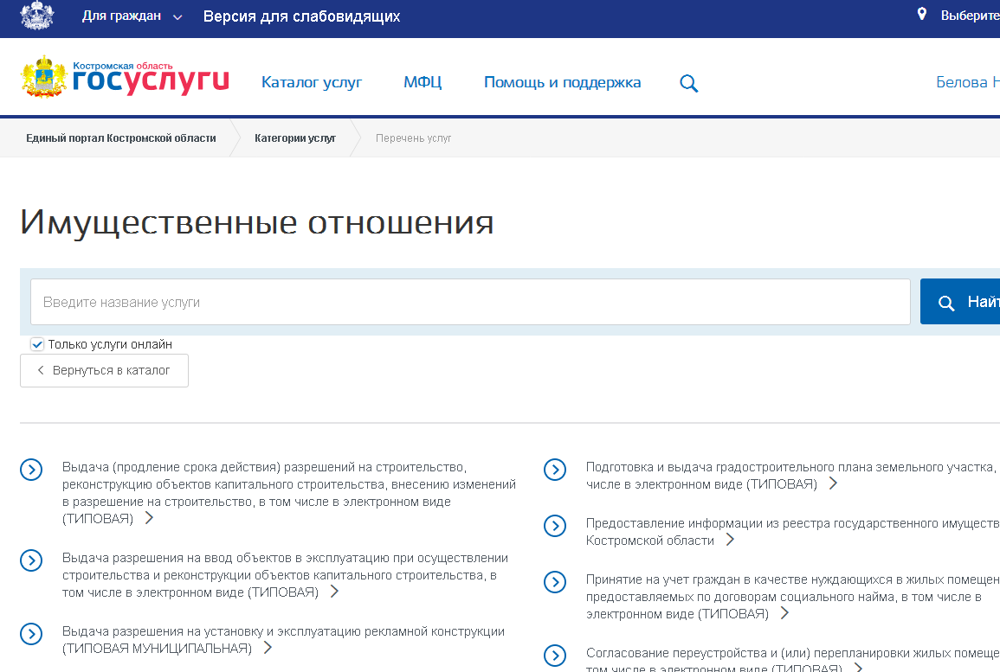 Для граждан Версия для слабовидящих Выберите
Костромская область
госуслуги Каталог услуг МФЦ Помощь и поддержка Белова Н
Единый портал Костромской области Категории услуг Перечень услуг
Имущественные отношения
Введите название услуги Найт
Только услуги онлайн
Вернуться в каталог
Выдача (продление срока действия) разрешений на строительство,
реконструкцию объектов капитального строительства, внесению изменений
в разрешение на строительство, в том числе в электронном виде
(ТИПОВАЯ)
Выдача разрешения на ввод объектов в эксплуатацию при осуществлении
строительства и реконструкции объектов капитального строительства, в
том числе в электронном виде (ТИПОВАЯ)
Выдача разрешения на установку и эксплуатацию рекламной конструкции
(ТИПОВАЯ МУНИЦИПАЛЬНАЯ)
Подготовка и выдача градостроительного плана земельного участка,
числе в электронном виде (ТИПОВАЯ)
Предоставление информации из реестра государственного имуществ
Костромской области
Принятие на учет граждан в качестве нуждающихся в жилых помещен
предоставляемых по договорам социального найма, в том числе в
электронном виде (ТИПОВАЯ)
Согласование переустройства и (или) перепланировки жилых помеще
том числе в электронном виде (ТИПОВАЯ)